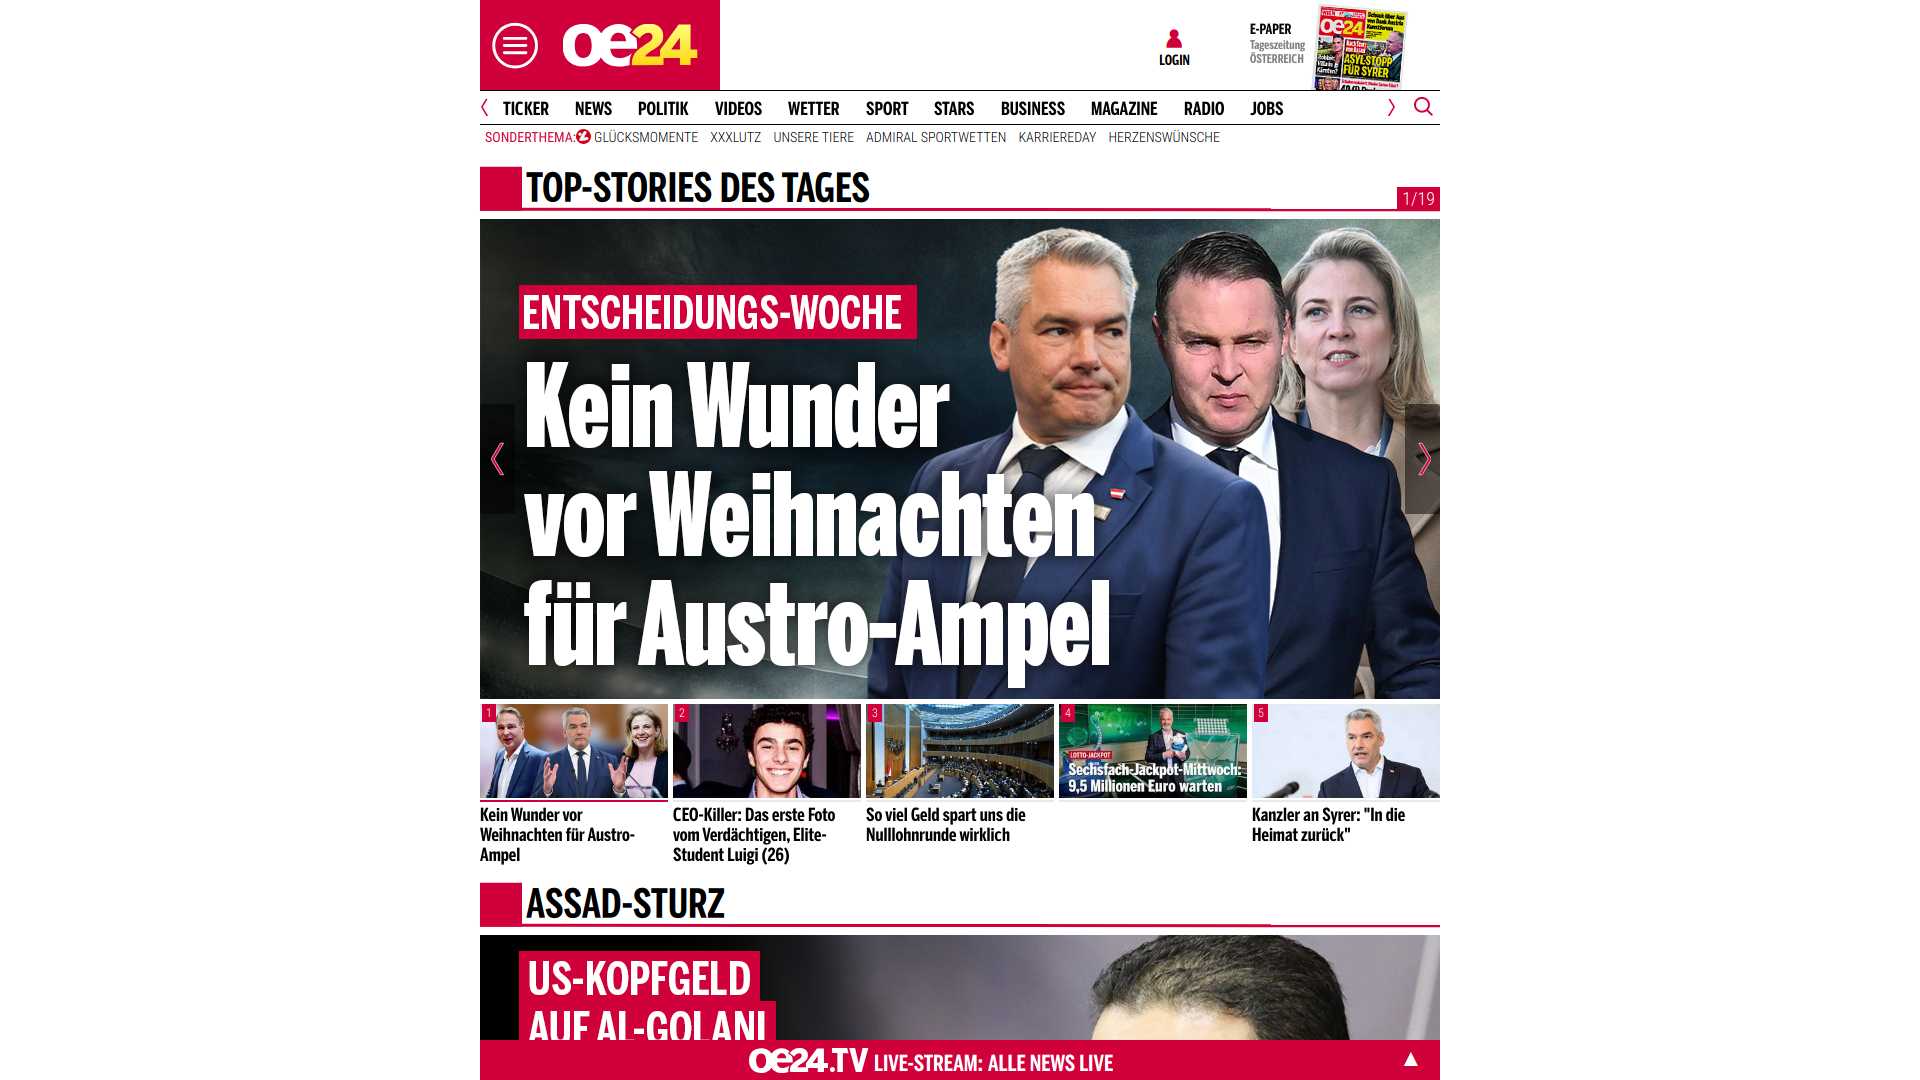 oe24
LOGIN
E-PAPER
Tageszeitung
ÖSTERREICH
oe24
ASYL-STOPP
FÜR SYRER
TICKER NEWS POLITIK VIDEOS WETTER SPORT STARS BUSINESS MAGAZINE RADIO JOBS
SONDERTHEMA: GLÜCKSMOMENTE XXXLUTZ UNSERE TIERE ADMIRAL SPORTWETTEN KARRIEREDAY HERZENSWÜNSCHE
TOP-STORIES DES TAGES
1/19
ENTSCHEIDUNGS-WOCHE
Kein Wunder
vor Weihnachten
für Austro-Ampel
1
2
3
4
5
LOTTO-JACKPOT
Sechsfach-Jackpot-Mittwoch:
9,5 Millionen Euro warten
Kein Wunder vor
Weihnachten für Austro-
Ampel
CEO-Killer: Das erste Foto
vom Verdächtigen, Elite-
Student Luigi (26)
So viel Geld spart uns die
Nulllohnrunde wirklich
Kanzler an Syrer: "In die
Heimat zurück"
ASSAD-STURZ
US-KOPFGELD
AUF AL-GOLANI
oe24.TV LIVE-STREAM: ALLE NEWS LIVE